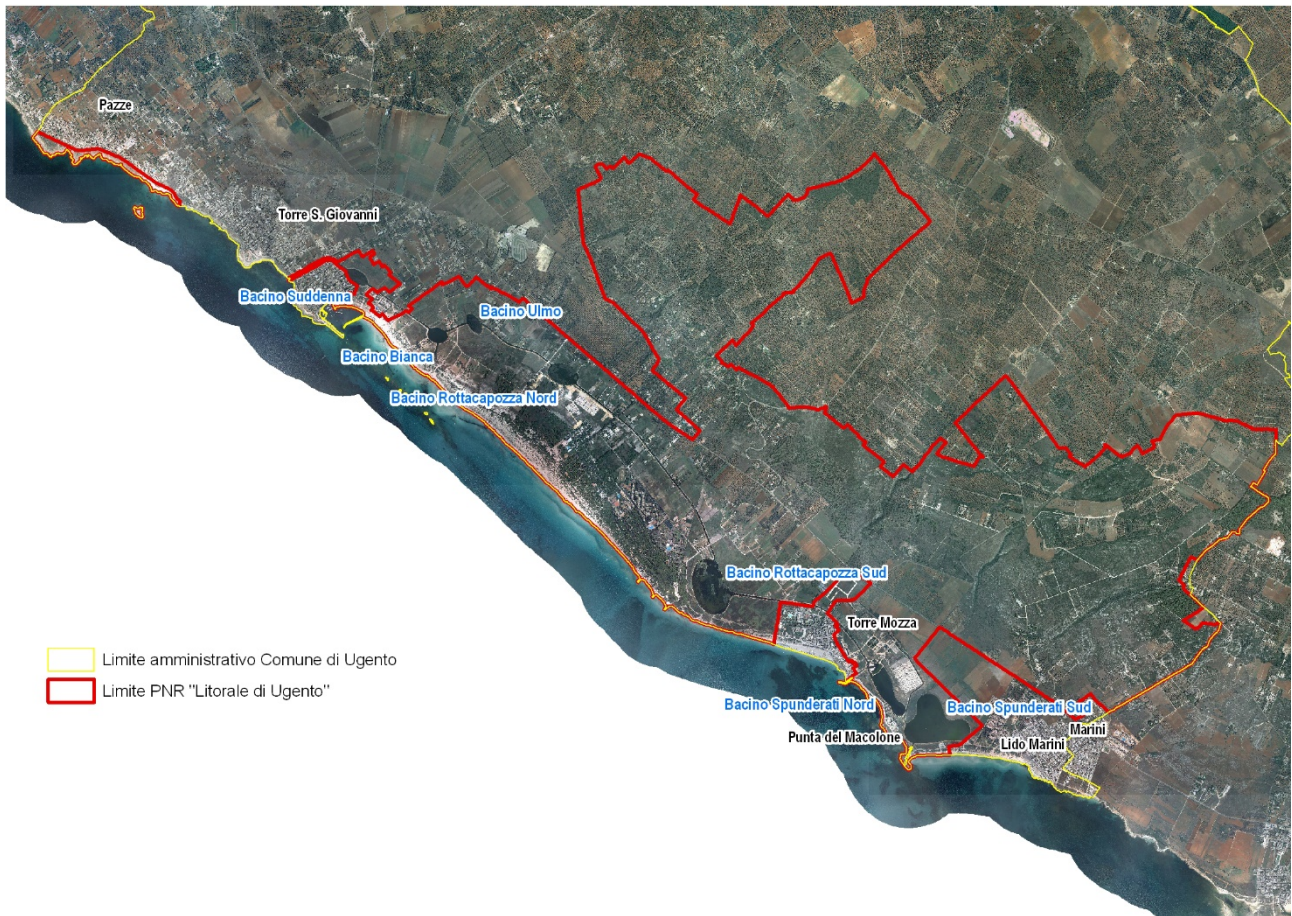 Pazze
Torre S. Giovanni
Bacino Suddenna
Bacino Ulmo
Bacino Bianca
Bacino Rottacapozza Nord
Bacino Rottacapozza Sud
Torre Mozza
Limite amministrativo Comune di Ugento
Limite PNR "Litorale di Ugento"
Bacino Spunderati Nord
Bacino Spunderati Sud
Marini
Punta del Macolone
Lido Marini